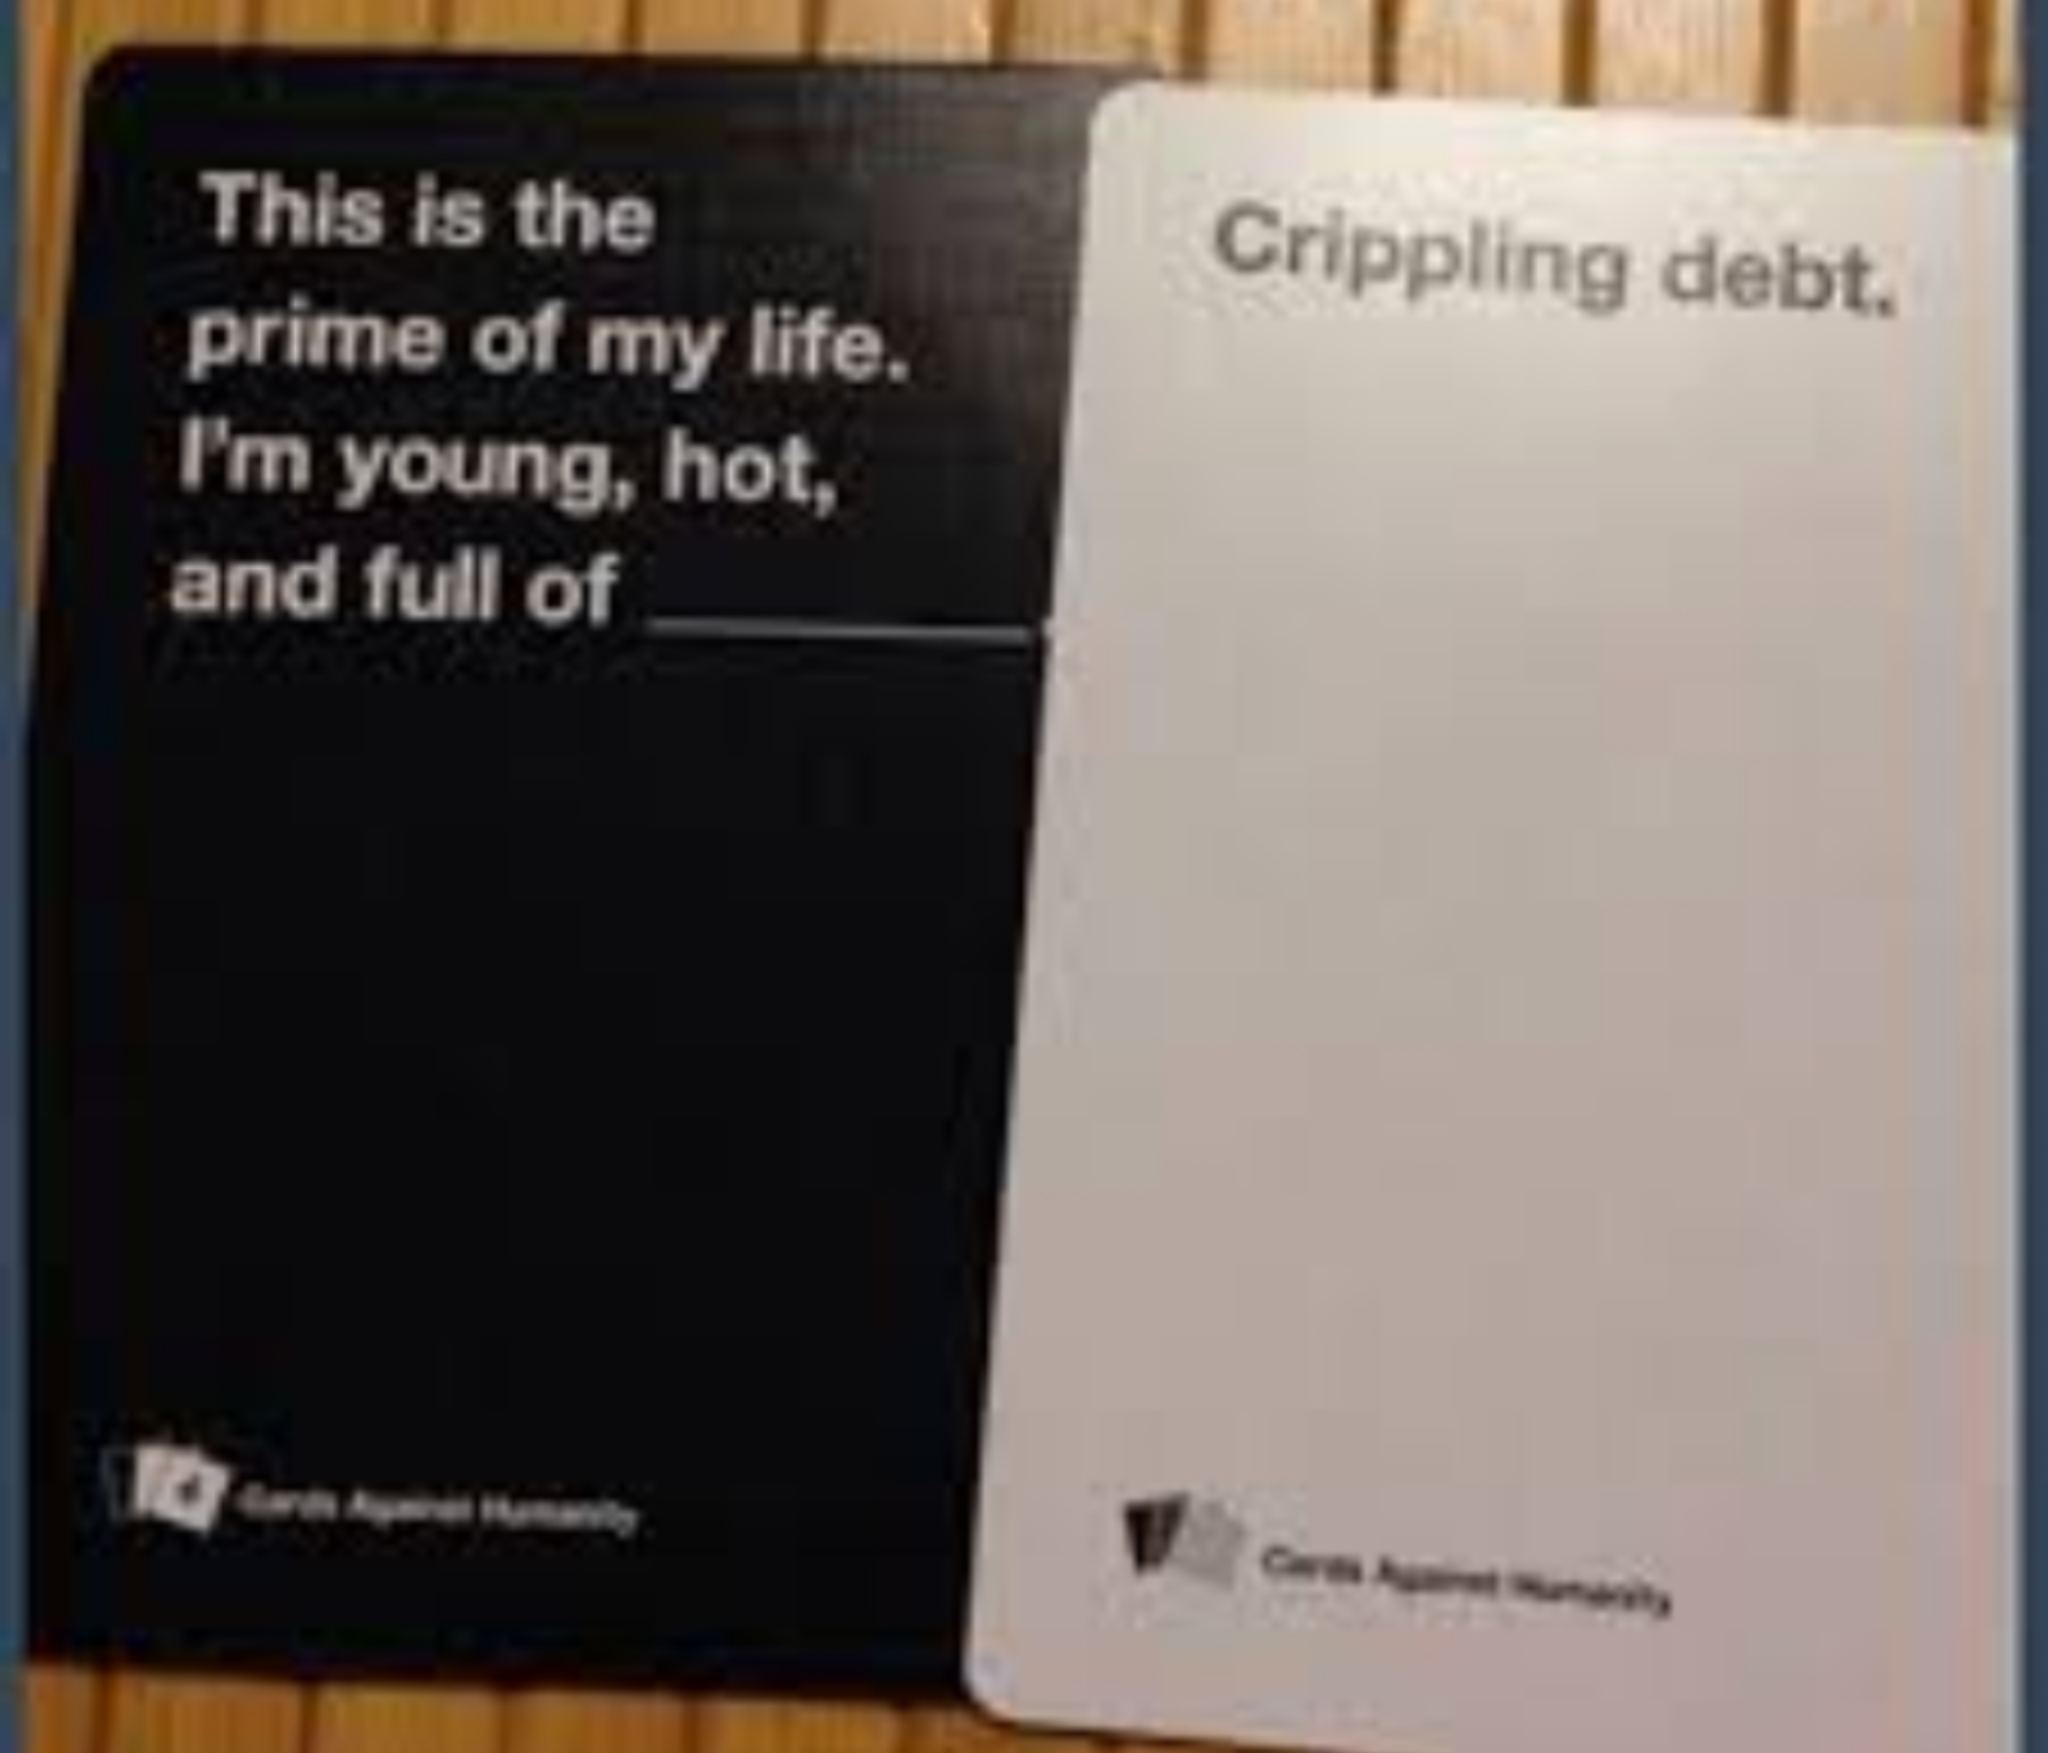 This is the
prime of my life.
I'm young, hot,
and full of ______
Cards Against Humanity
Crippling debt.
Cards Against Humanity